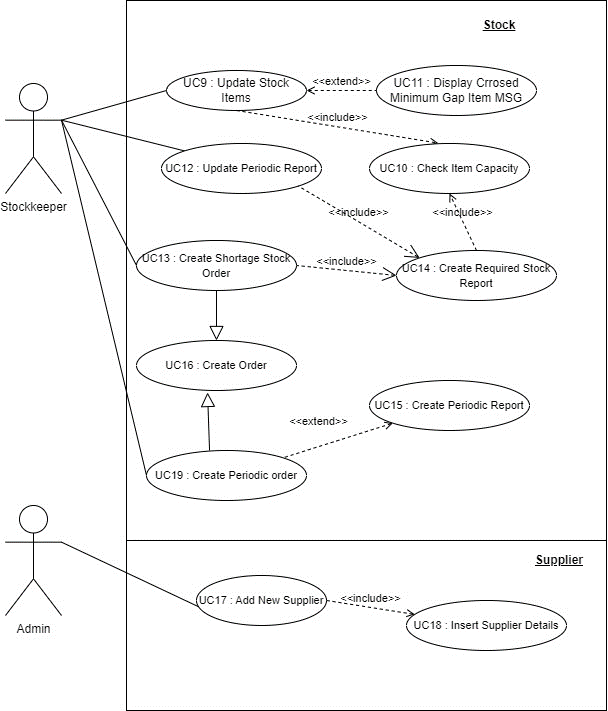 Stock
UC9 : Update Stock
Items
<<extend>>
UC11 : Display Crrosed
Minimum Gap Item MSG
<<include>>
UC12 : Update Periodic Report
UC10 : Check Item Capacity
Stockkeeper
<<include>>
<<include>>
UC13 : Create Shortage Stock
Order
<<include>>
UC14 : Create Required Stock
Report
UC16 : Create Order
UC15 : Create Periodic Report
<<extend>>
UC19 : Create Periodic order
Supplier
Admin
UC17 : Add New Supplier
<<include>>
UC18 : Insert Supplier Details